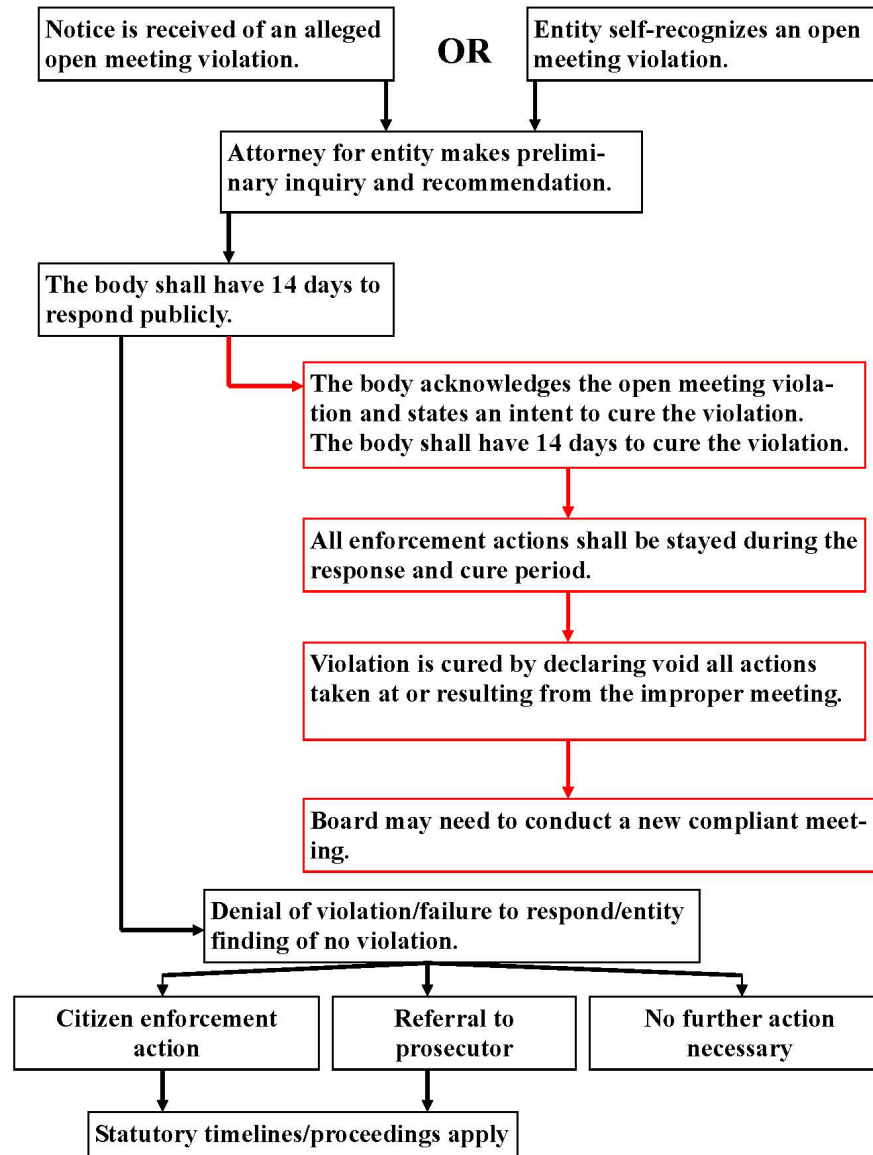 Notice is received of an alleged
open meeting violation.
OR
Entity self-recognizes an open
meeting violation.
Attorney for entity makes prelimi-
nary inquiry and recommendation.
The body shall have 14 days to
respond publicly.
The body acknowledges the open meeting viola-
tion and states an intent to cure the violation.
The body shall have 14 days to cure the violation.
All enforcement actions shall be stayed during the
response and cure period.
Violation is cured by declaring void all actions
taken at or resulting from the improper meeting.
Board may need to conduct a new compliant meet-
ing.
Denial of violation/failure to respond/entity
finding of no violation.
Citizen enforcement
action
Referral to
prosecutor
No further action
necessary
Statutory timelines/proceedings apply